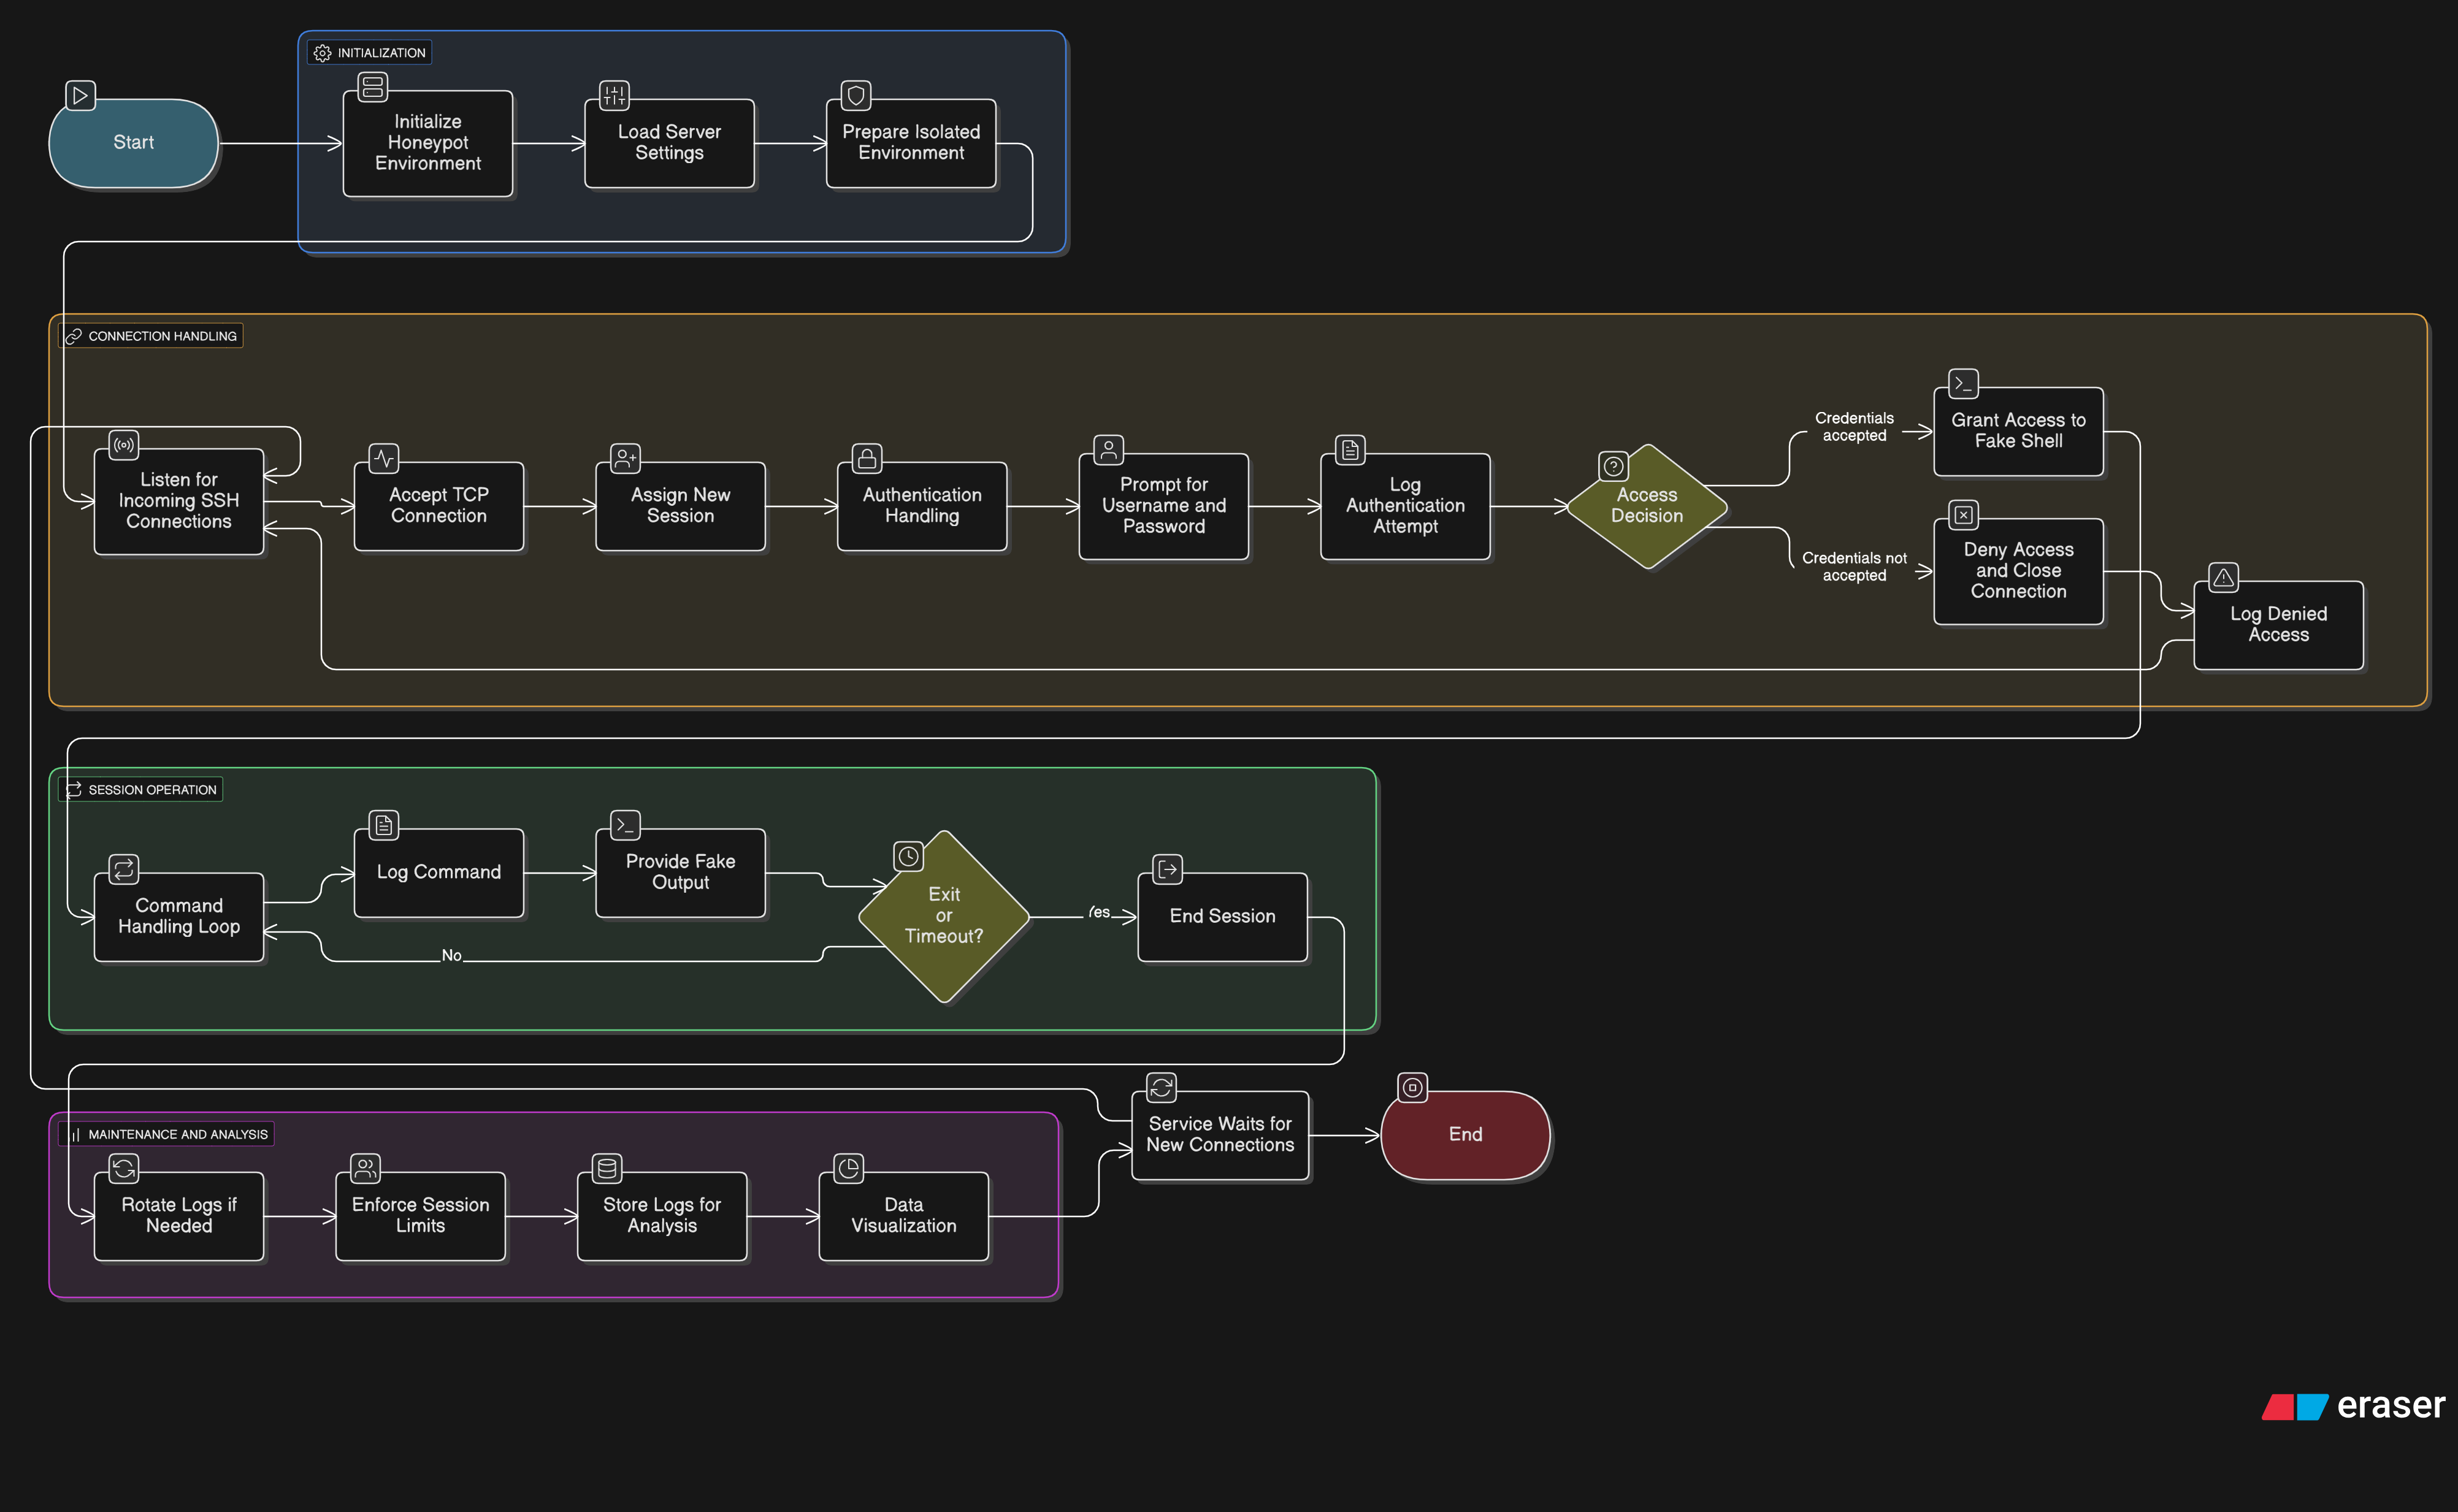 INITIALIZATION
Start
Initialize
Honeypot
Environment
Load Server
Settings
Prepare Isolated
Environment
CONNECTION HANDLING
Listen for
Incoming SSH
Connections
Accept TCP
Connection
Assign New
Session
Authentication
Handling
Prompt for
Username and
Password
Log
Authentication
Attempt
Access
Decision
Credentials
accepted
Grant Access to
Fake Shell
Credentials not
accepted
Deny Access
and Close
Connection
Log Denied
Access
SESSION OPERATION
Command
Handling Loop
Log Command
Provide Fake
Output
Exit
or
Timeout?
No
Yes
End Session
MAINTENANCE AND ANALYSIS
Rotate Logs if
Needed
Enforce Session
Limits
Store Logs for
Analysis
Data
Visualization
Service Waits for
New Connections
End
eraser